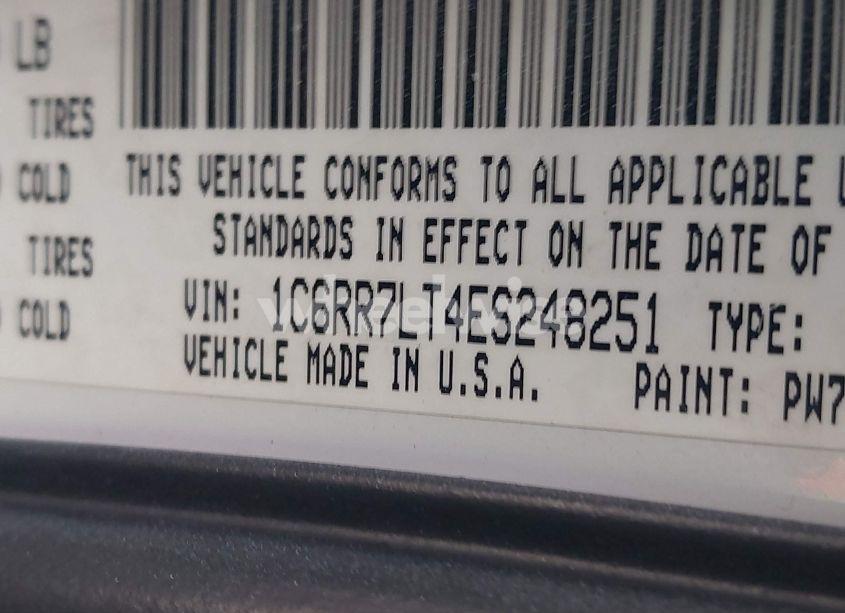 LB
TIRES
COLD
TIRES
COLD
THIS VEHICLE CONFORMS TO ALL APPLICABLE
STANDARDS IN EFFECT ON THE DATE OF
VIN: 1C6RR7LT4ES248251 TYPE:
VEHICLE MADE IN U.S.A. PAINT: PW7